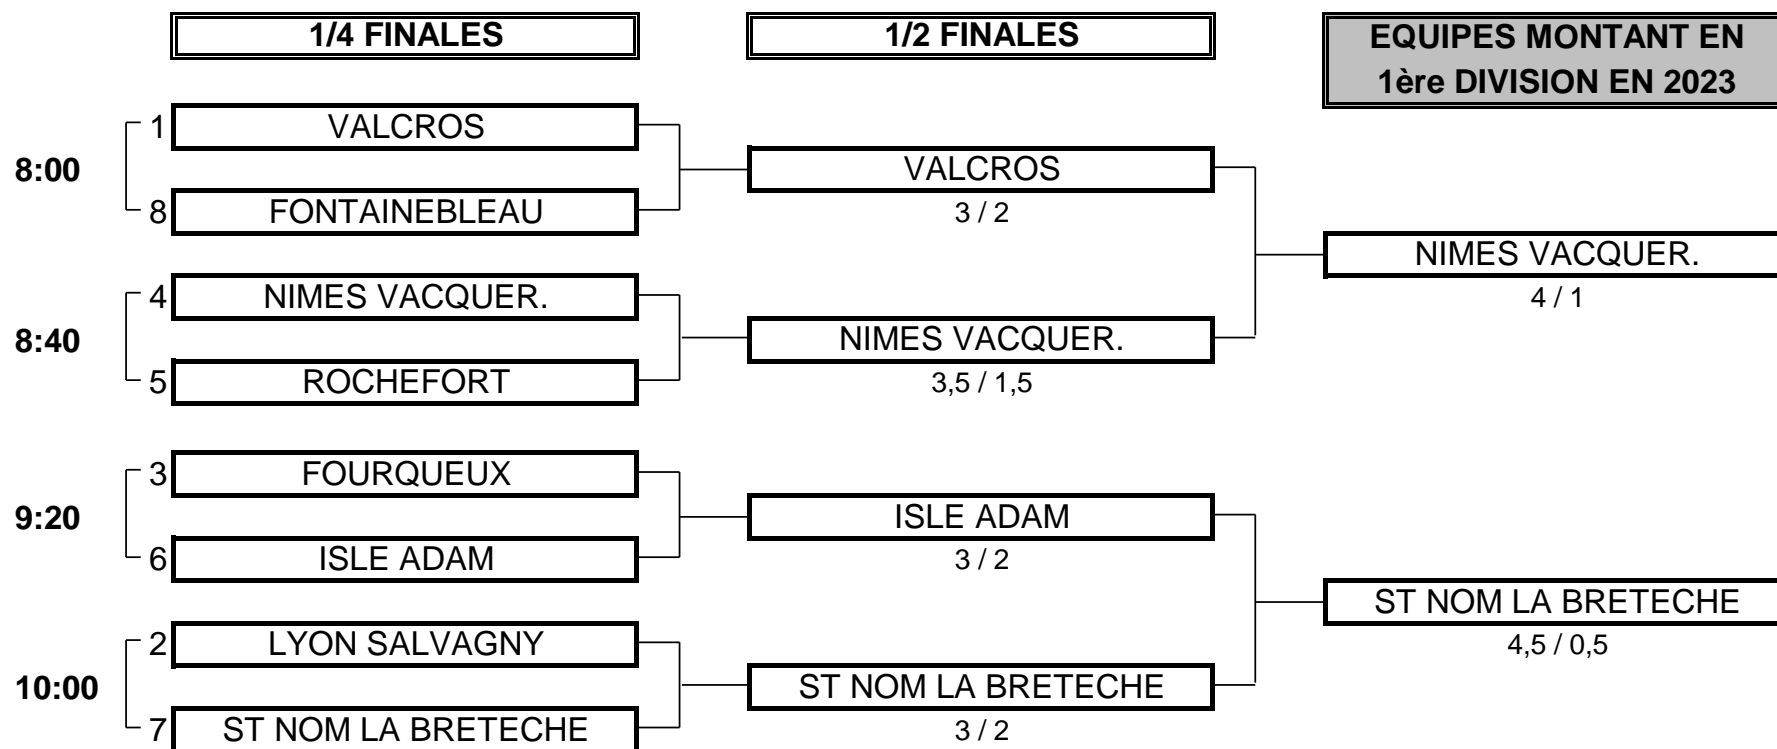 1/4 FINALES
1/2 FINALES
EQUIPES MONTANT EN
1ère DIVISION EN 2023
8:00
1 VALCROS
8 FONTAINEBLEAU
VALCROS
3 / 2
8:40
4 NIMES VACQUER.
5 ROCHEFORT
NIMES VACQUER.
3,5 / 1,5
NIMES VACQUER.
4 / 1
9:20
3 FOURQUEUX
6 ISLE ADAM
ISLE ADAM
3 / 2
10:00
2 LYON SALVAGNY
7 ST NOM LA BRETECHE
ST NOM LA BRETECHE
3 / 2
ST NOM LA BRETECHE
4,5 / 0,5